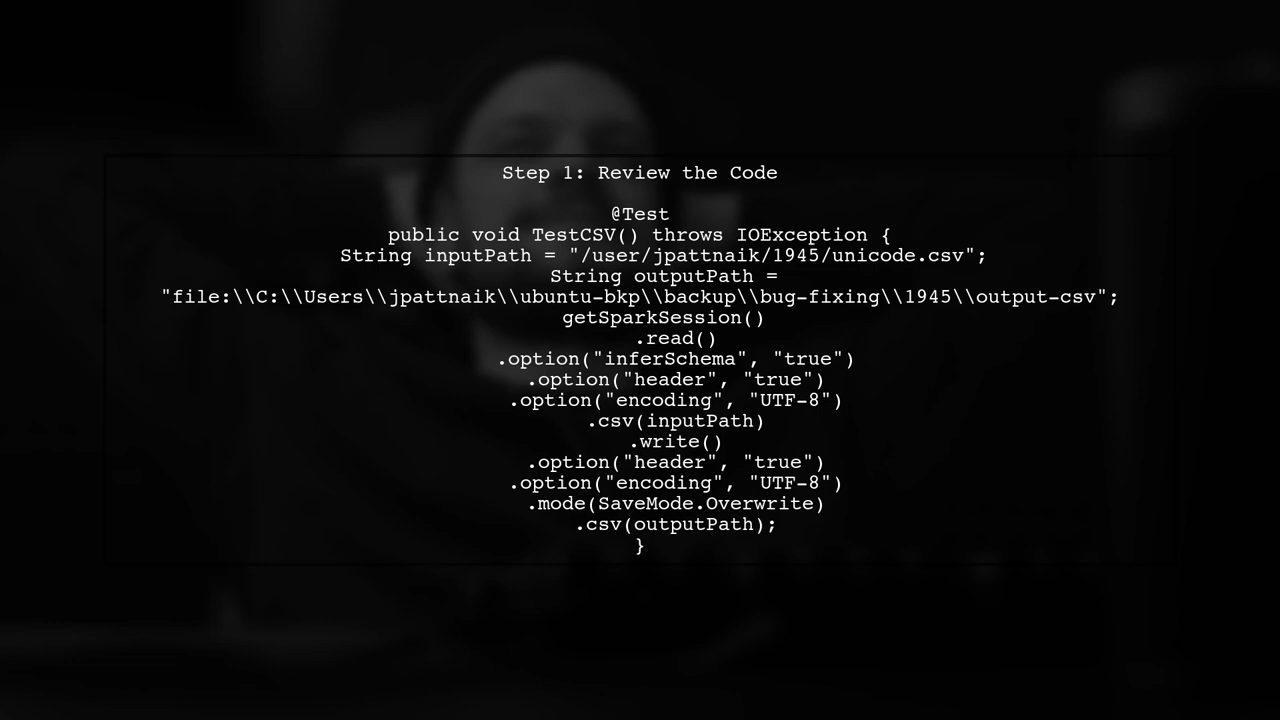 Step 1: Review the Code
@Test
public void TestCSV() throws IOException {
String inputPath = "/user/jpattnaik/1945/unicode.csv";
String outputPath =
"file:\\C:\\Users\\jpattnaik\\ubuntu-bkp\\backup\\bug-fixing\\1945\\output-csv";
getSparkSession()
.read()
.option("inferSchema", "true")
.option("header", "true")
.option("encoding", "UTF-8")
.csv(inputPath)
.write()
.option("header", "true")
.option("encoding", "UTF-8")
.mode(SaveMode.Overwrite)
.csv(outputPath);
}